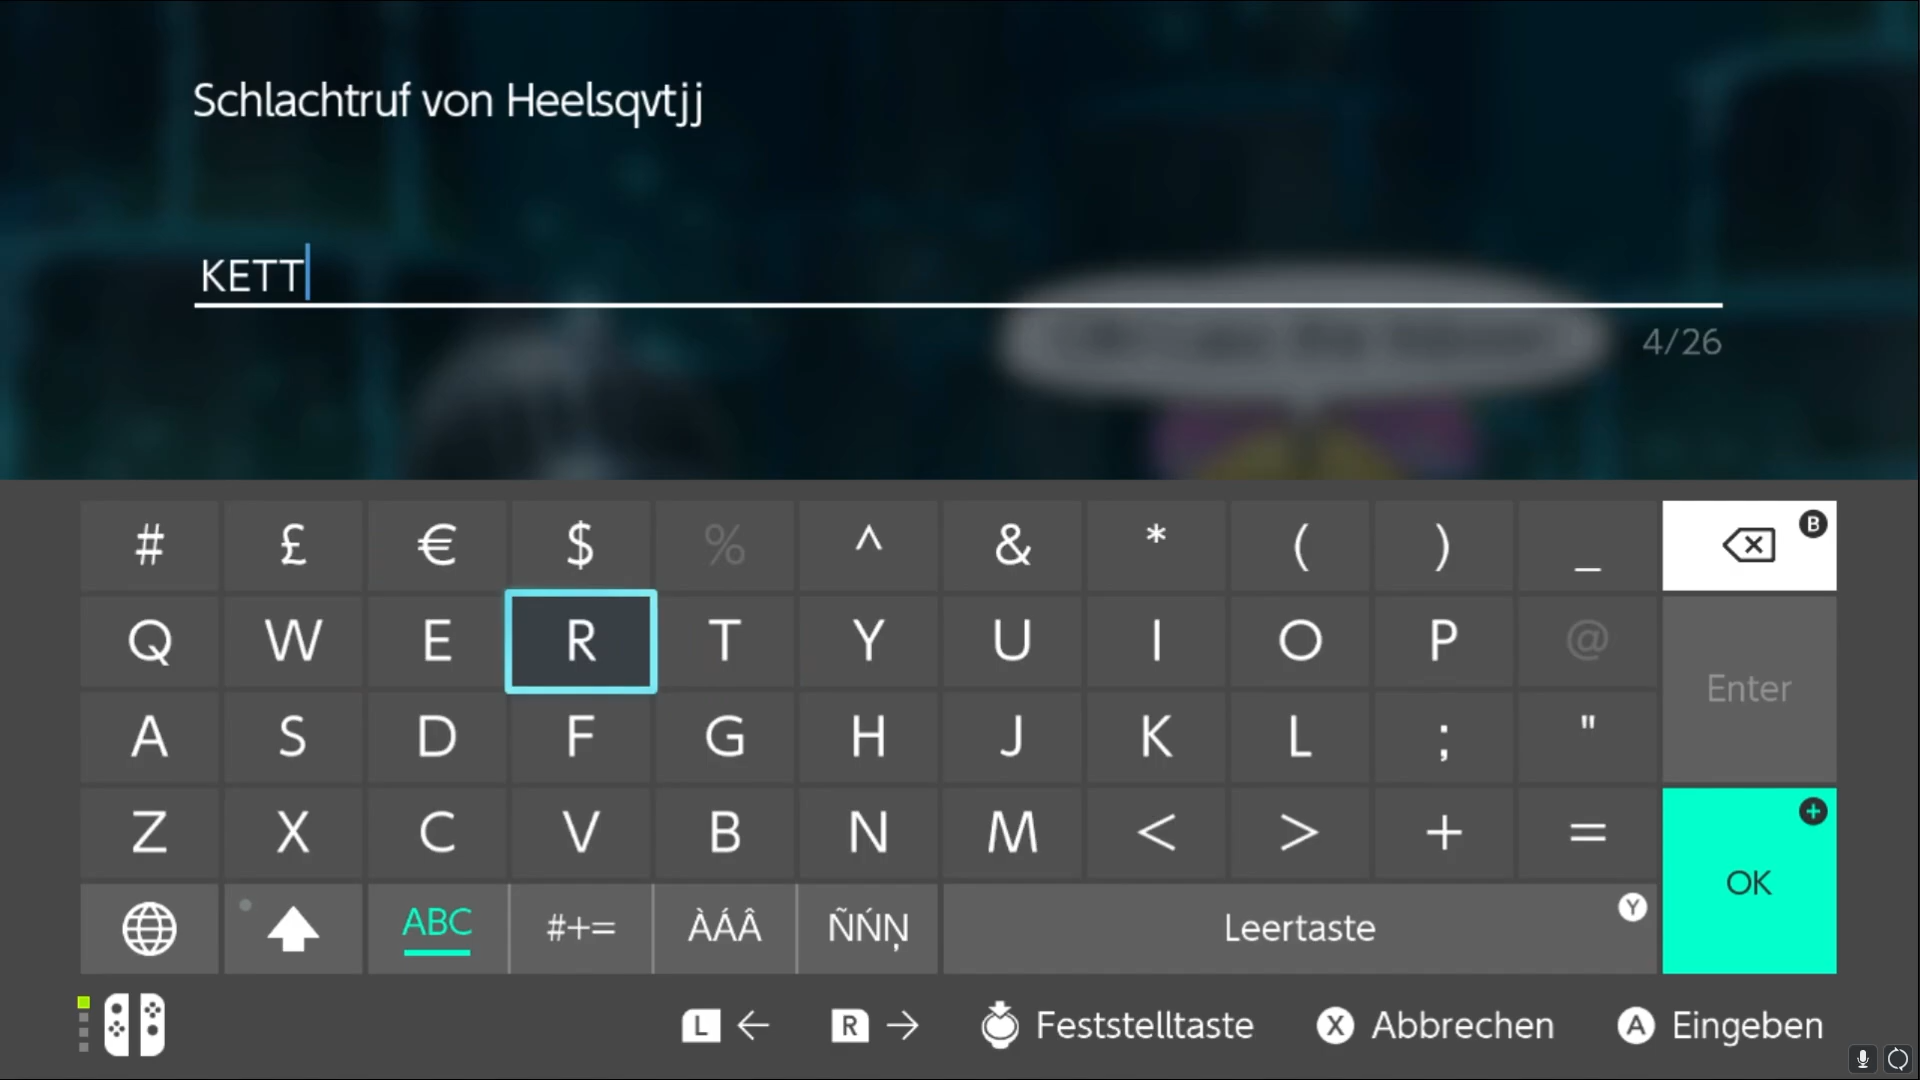 Schlachtruf von Heelsqvtjj
KETT
4/26
# £ € $ % ^ & * ( ) _ B
Q W E R T Y U I O P @ Enter
A S D F G H J K L ; "
Z X C V B N M < > + = OK
ABC #+= ÀÁÂ ÑŃŅ Leertaste Y
L ← R → Feststelltaste X Abbrechen A Eingeben